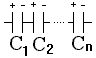 + - + - + -
C1 C2 Cn